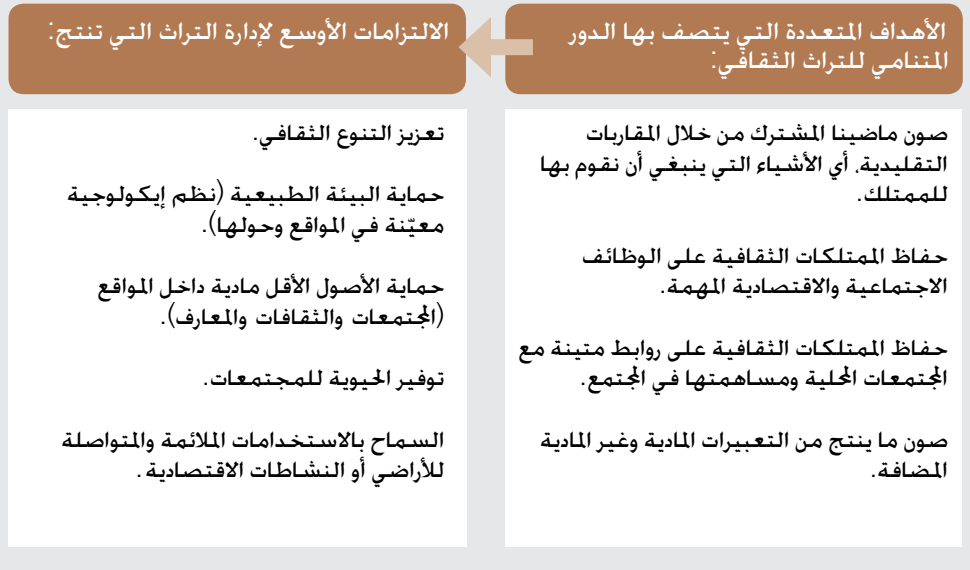 الأهداف المتعددة التي يتصف بها الدور
المتنامي للتراث الثقافي:
صون ماضينا المشترك من خلال المقاربات
التقليدية، أي الأشياء التي ينبغي أن نقوم بها
للممتلك.
حفاظ الممتلكات الثقافية على الوظائف
الاجتماعية والاقتصادية المهمة.
حفاظ الممتلكات الثقافية على روابط متينة مع
المجتمعات المحلية ومساهمتها في المجتمع.
صون ما ينتج من التعبيرات المادية وغير المادية
المضافة.
الالتزامات الأوسع لإدارة التراث التي تنتج:
تعزيز التنوع الثقافي.
حماية البيئة الطبيعية (نظم إيكولوجية
معيّنة في المواقع وحولها).
حماية الأصول الأقل مادية داخل المواقع
(المجتمعات والثقافات والمعارف).
توفير الحيوية للمجتمعات.
السماح بالاستخدامات الملائمة والمتواصلة
للأراضي أو النشاطات الاقتصادية.